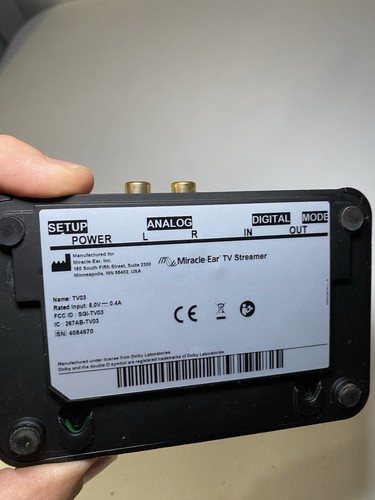 SETUP ANALOG DIGITAL MODE
POWER L R IN OUT
Manufactured for
Miracle-Ear, Inc.
150 South Fifth Street, Suite 2300
Minneapolis, MN 55402, USA
Miracle-Ear TV Streamer
Name: TV03
Rated Input: 5.0V⎓ 0.4A
FCC ID : SGI-TV03
IC : 267AB-TV03
SN 4084670
CE
Manufactured under license from Dolby Laboratories.
Dolby and the double-D symbol are registered trademarks of Dolby Laboratories.